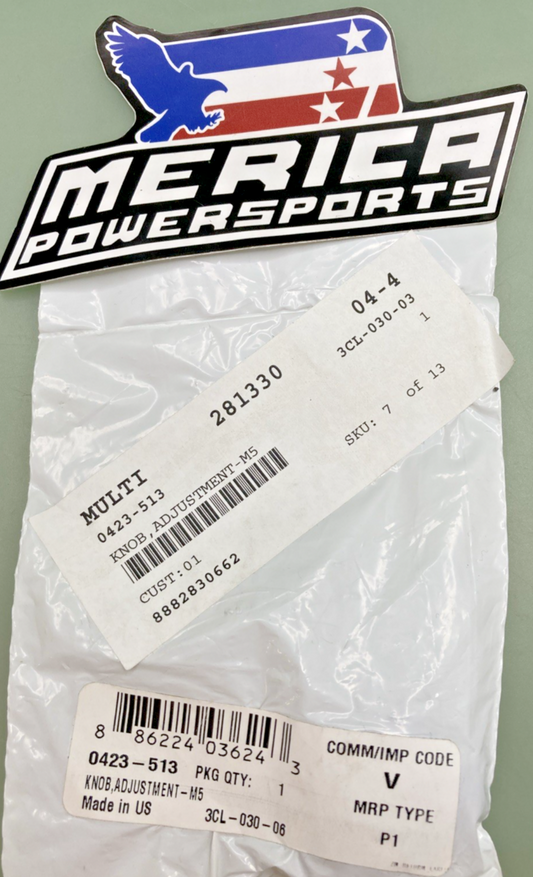 MERICA
POWERSPORTS
04-4
3CL-030-03
1
281330
SKU: 7 of 13
MULTI
0423-513
KNOB,ADJUSTMENT-M5
CUST:01
8882830662
8 86224 03624 3
0423-513 PKG QTY: 1
KNOB,ADJUSTMENT-M5
Made in US 3CL-030-06
COMM/IMP CODE
V
MRP TYPE
P1